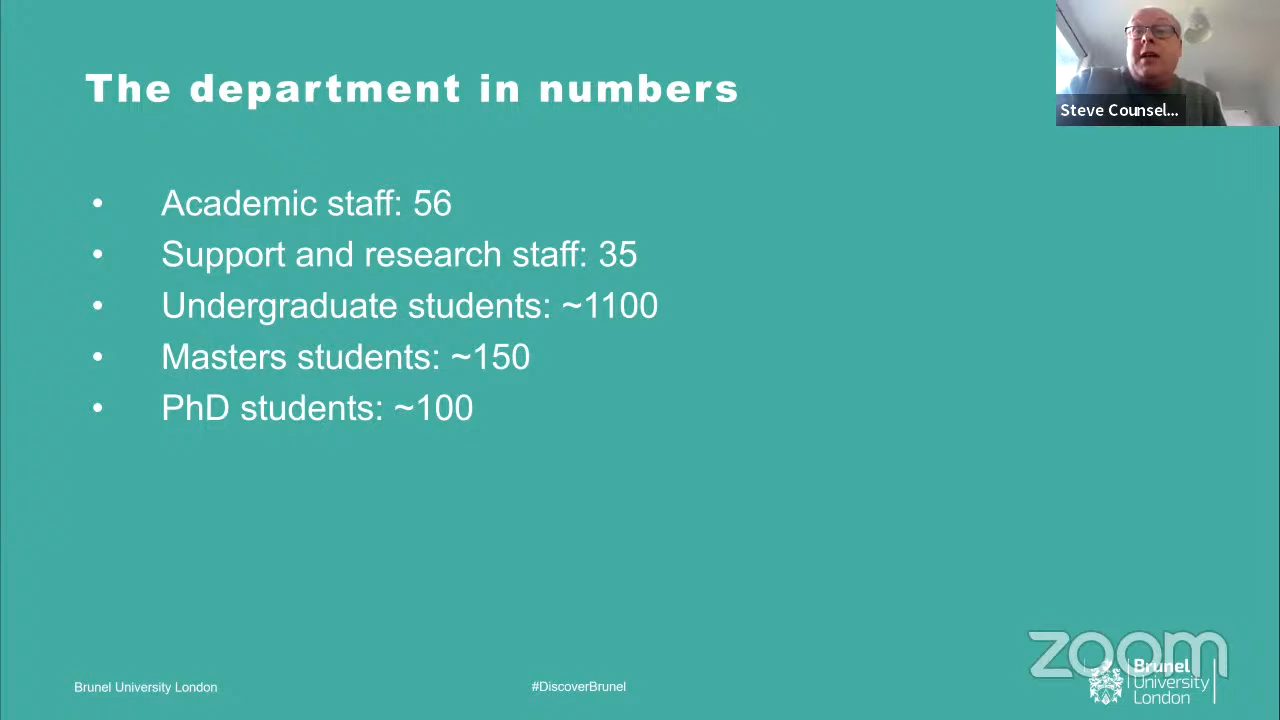 The department in numbers
Steve Counsel...
• Academic staff: 56
• Support and research staff: 35
• Undergraduate students: ~1100
• Masters students: ~150
• PhD students: ~100
Brunel University London
#DiscoverBrunel
zoom
Brunel
University
London